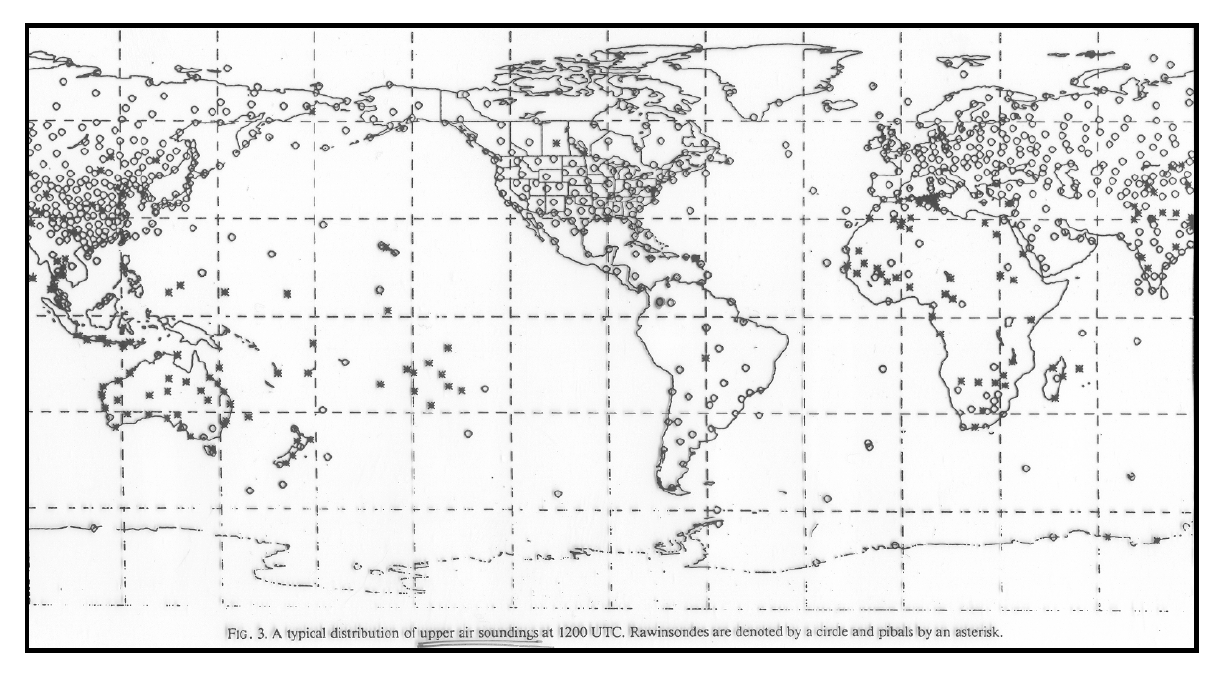 FIG. 3. A typical distribution of upper air soundings at 1200 UTC. Rawinsondes are denoted by a circle and pibals by an asterisk.